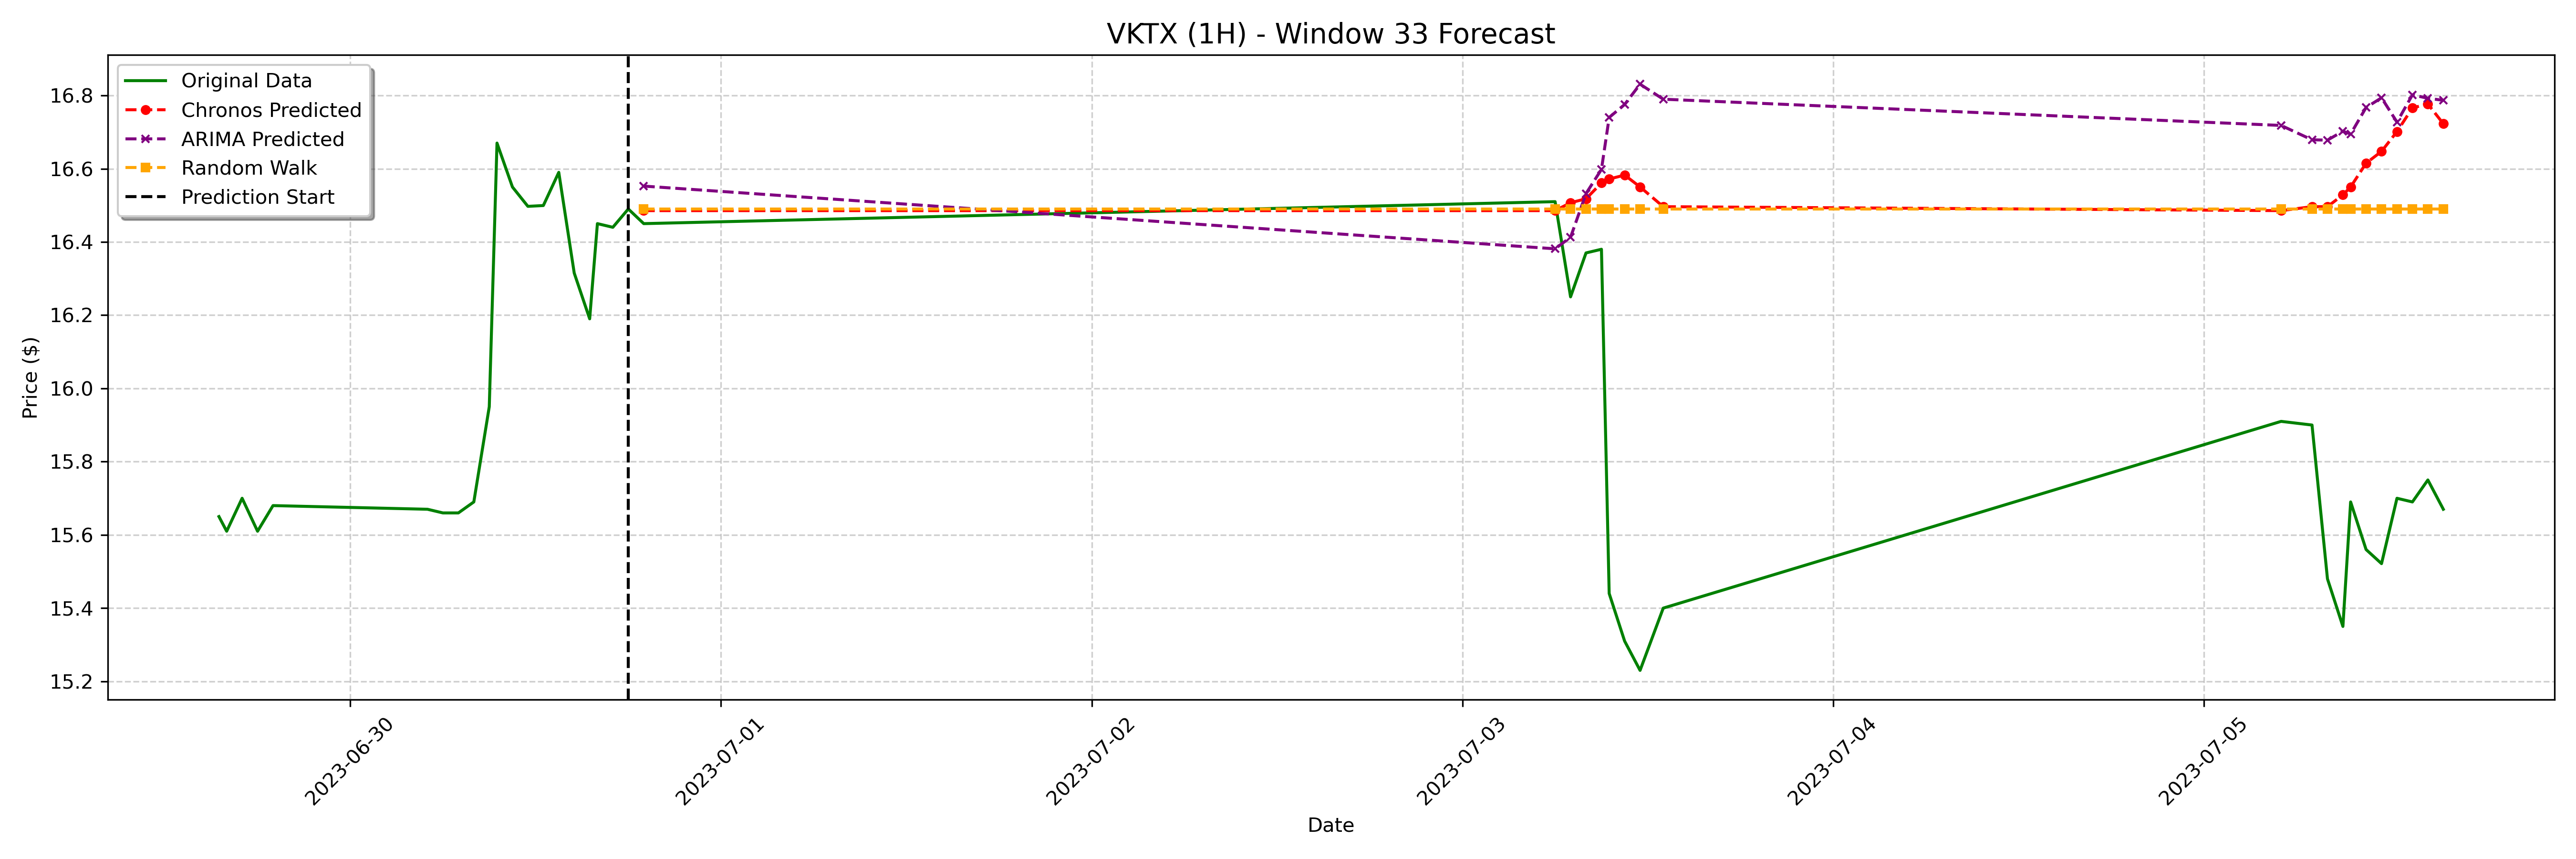 VKTX (1H) - Window 33 Forecast
Original Data
Chronos Predicted
ARIMA Predicted
Random Walk
Prediction Start
Price ($)
16.8
16.6
16.4
16.2
16.0
15.8
15.6
15.4
15.2
2023-06-30
2023-07-01
2023-07-02
2023-07-03
2023-07-04
2023-07-05
Date